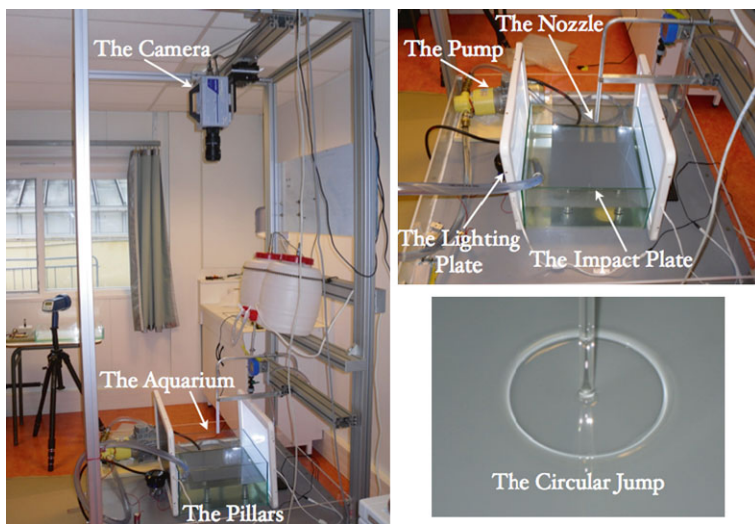 The Camera
The Aquarium
The Pillars
The Nozzle
The Pump
The Lighting
Plate
The Impact Plate
The Circular Jump